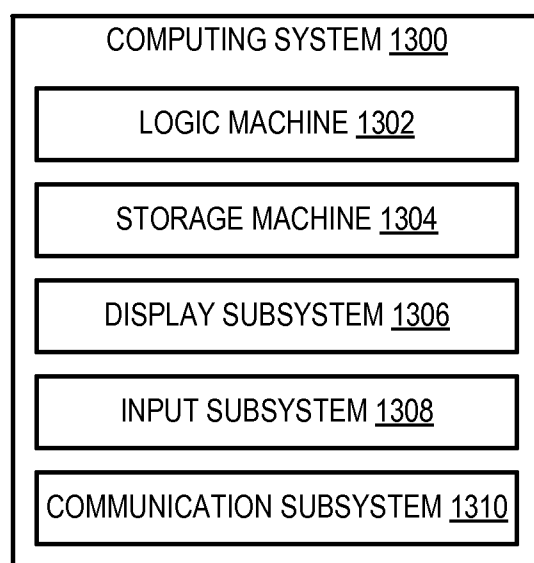 COMPUTING SYSTEM 1300
LOGIC MACHINE 1302
STORAGE MACHINE 1304
DISPLAY SUBSYSTEM 1306
INPUT SUBSYSTEM 1308
COMMUNICATION SUBSYSTEM 1310